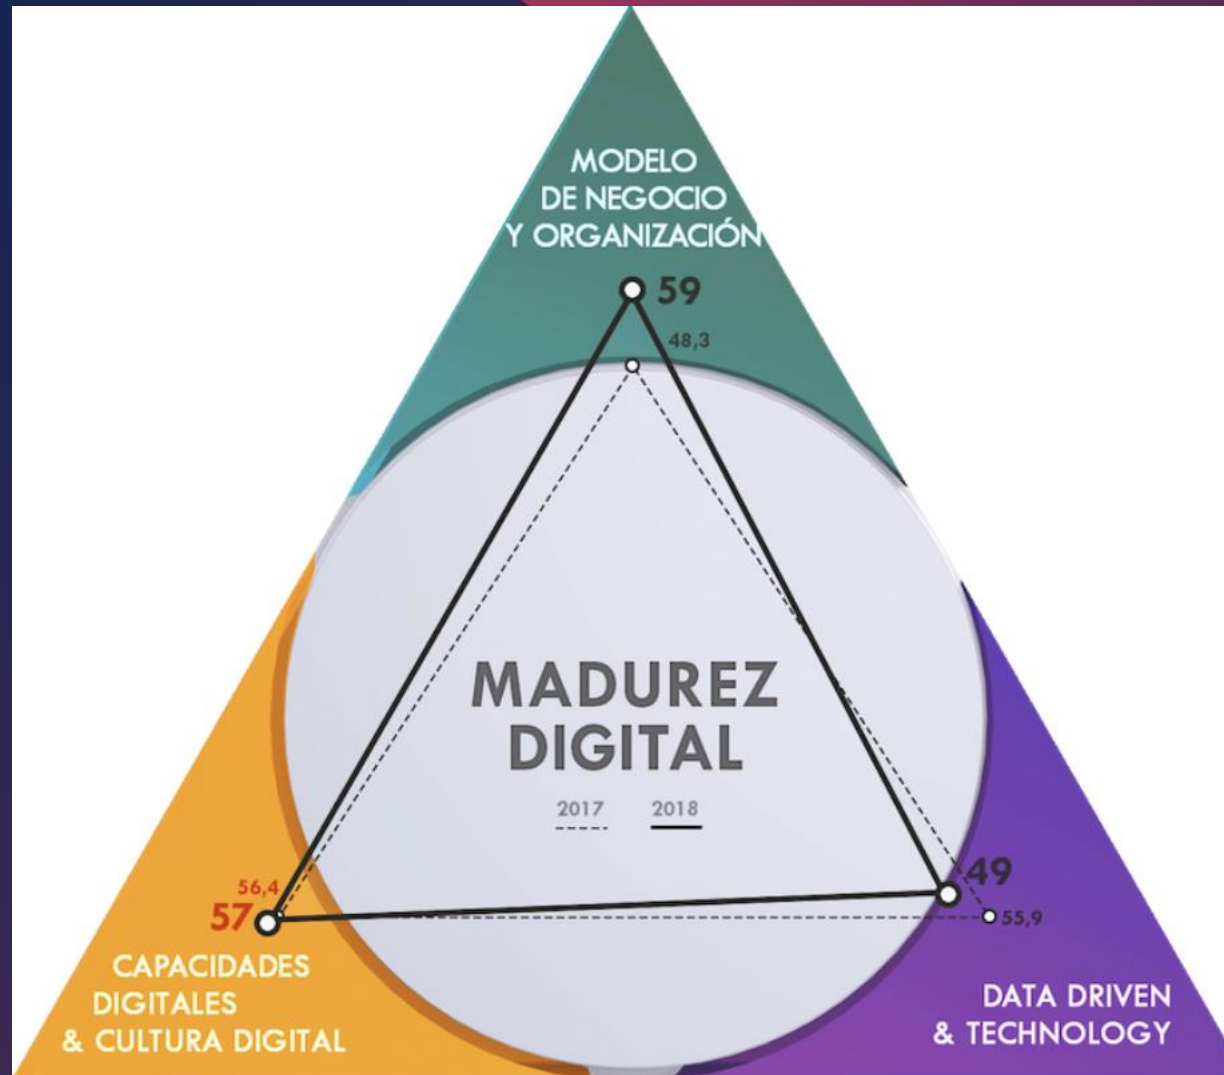 MODELO
DE NEGOCIO
Y ORGANIZACIÓN
59
48,3
MADUREZ
DIGITAL
2017 2018
56,4
57
49
55,9
CAPACIDADES
DIGITALES
& CULTURA DIGITAL
DATA DRIVEN
& TECHNOLOGY